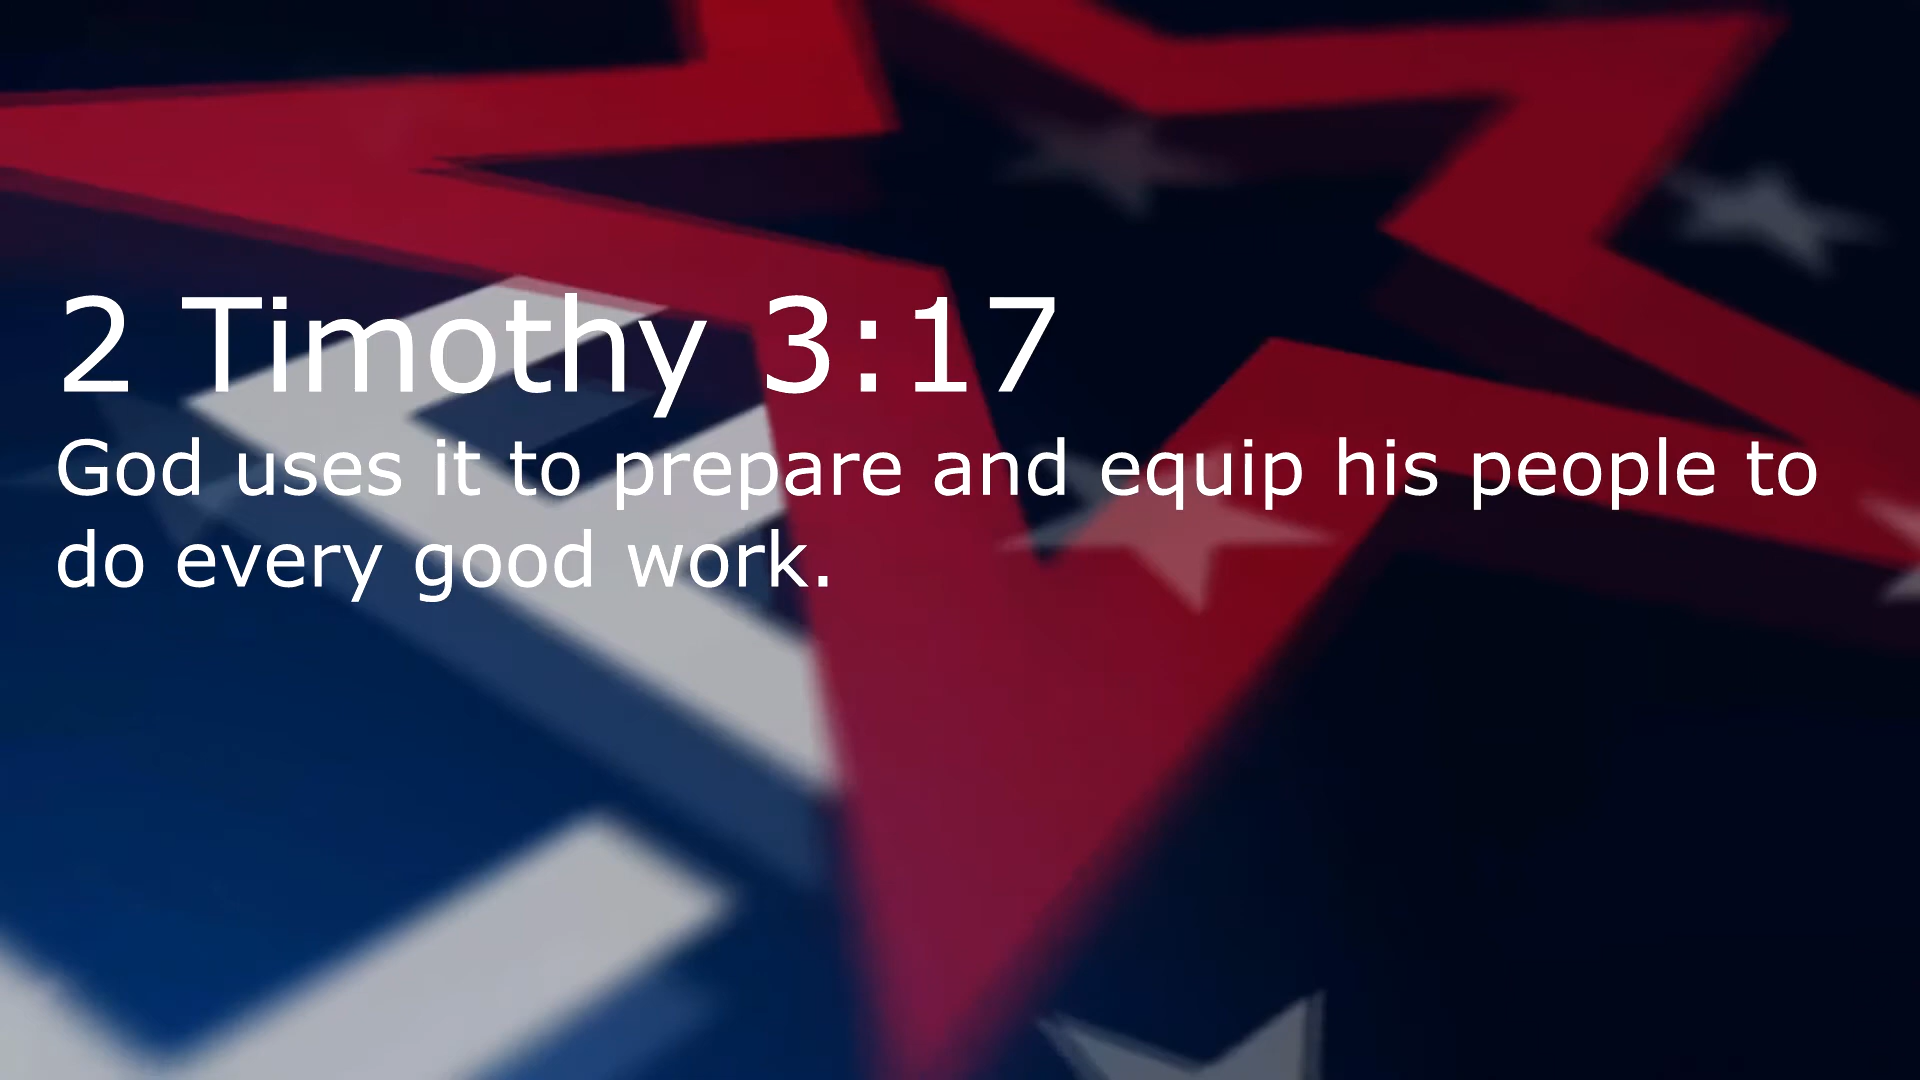 2 Timothy 3:17
God uses it to prepare and equip his people to
do every good work.